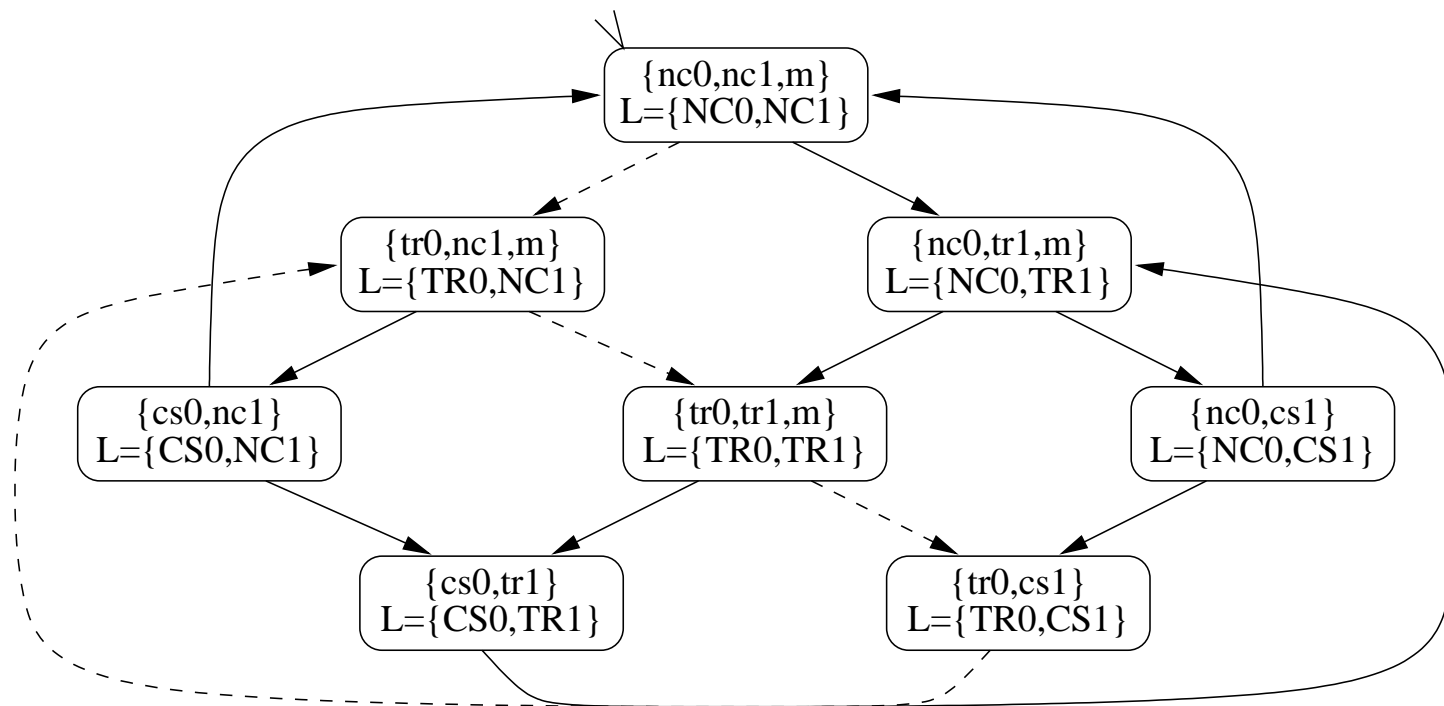 {nc0,nc1,m}
L={NC0,NC1}
{tr0,nc1,m}
L={TR0,NC1}
{nc0,tr1,m}
L={NC0,TR1}
{cs0,nc1}
L={CS0,NC1}
{tr0,tr1,m}
L={TR0,TR1}
{nc0,cs1}
L={NC0,CS1}
{cs0,tr1}
L={CS0,TR1}
{tr0,cs1}
L={TR0,CS1}